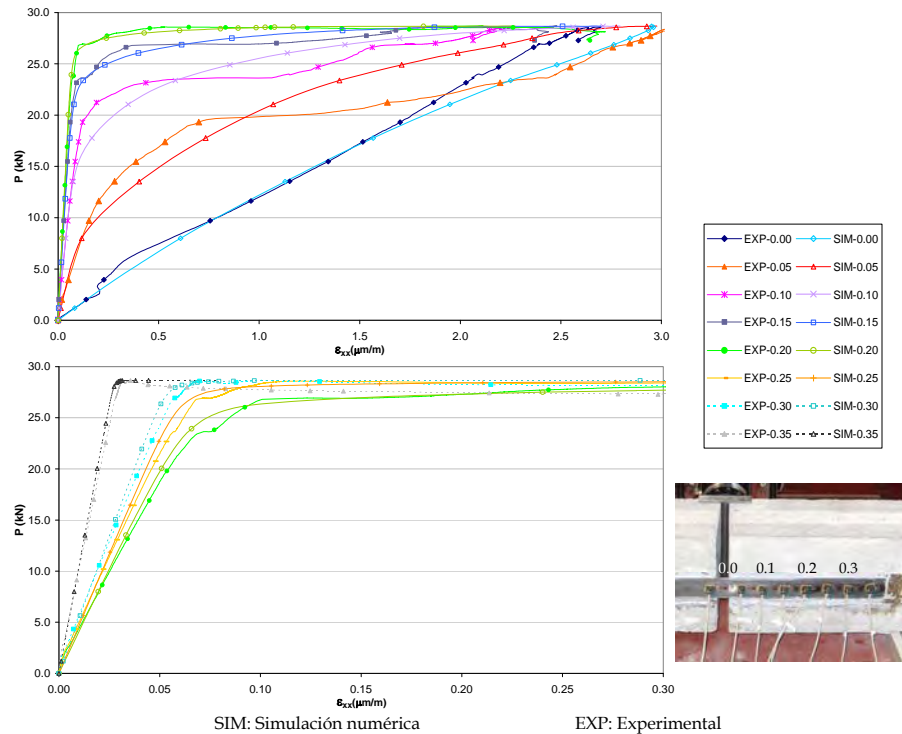 30.0
25.0
20.0
15.0
10.0
5.0
0.0
P (kN)
0.0 0.5 1.0 1.5 2.0 2.5 3.0
εxx(μm/m)
EXP-0.00 SIM-0.00
EXP-0.05 SIM-0.05
EXP-0.10 SIM-0.10
EXP-0.15 SIM-0.15
EXP-0.20 SIM-0.20
EXP-0.25 SIM-0.25
EXP-0.30 SIM-0.30
EXP-0.35 SIM-0.35
30.0
25.0
20.0
15.0
10.0
5.0
0.0
P (kN)
0.00 0.05 0.10 0.15 0.20 0.25 0.30
εxx(μm/m)
0.0 0.1 0.2 0.3
SIM: Simulación numérica EXP: Experimental